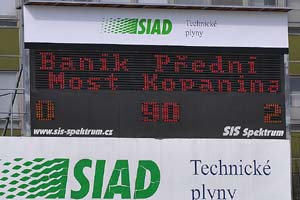 SIAD Technické
plyny
Baník Přední
Most Kopanina
0 90 2
www.sis-spektrum.cz SIS Spektrum
SIAD Technické
plyny